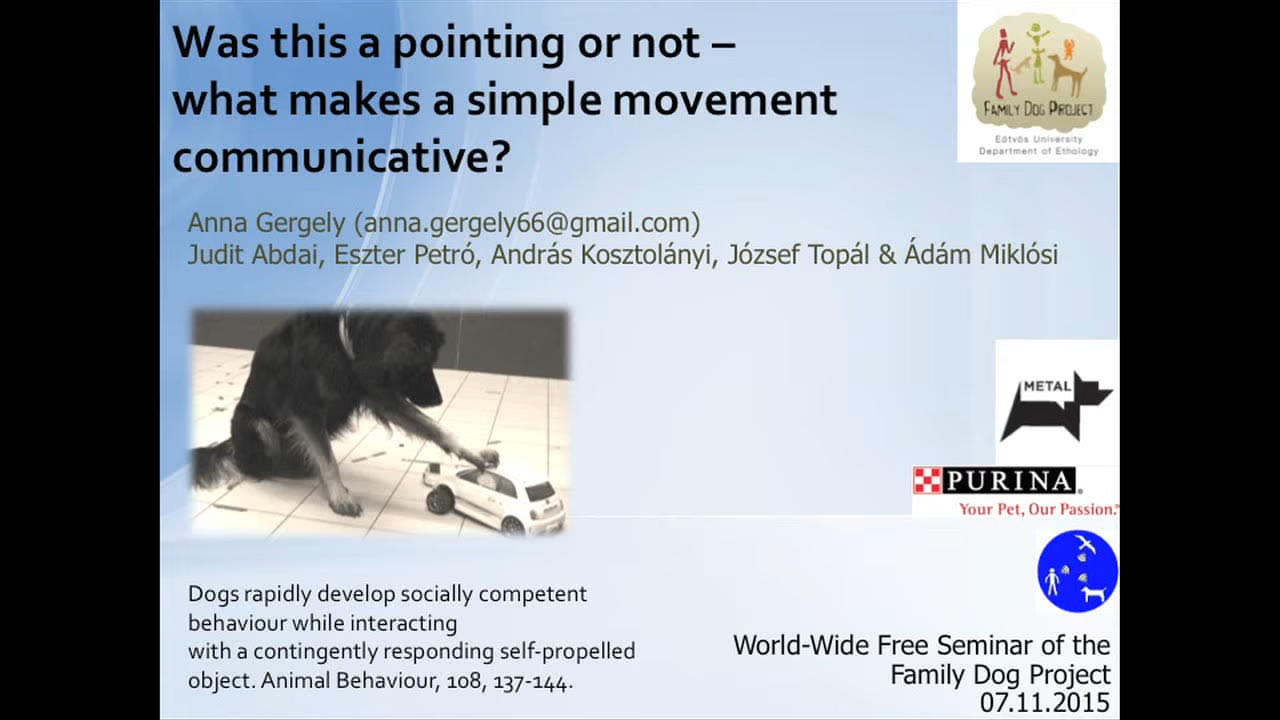 Was this a pointing or not –
what makes a simple movement
communicative?
FAMILY DOG PROJECT
Eötvös University
Department of Ethology
Anna Gergely (anna.gergely66@gmail.com)
Judit Abdai, Eszter Petró, András Kosztolányi, József Topál & Ádám Miklósi
METAL
PURINA®
Your Pet, Our Passion.®
Dogs rapidly develop socially competent
behaviour while interacting
with a contingently responding self-propelled
object. Animal Behaviour, 108, 137-144.
World-Wide Free Seminar of the
Family Dog Project
07.11.2015